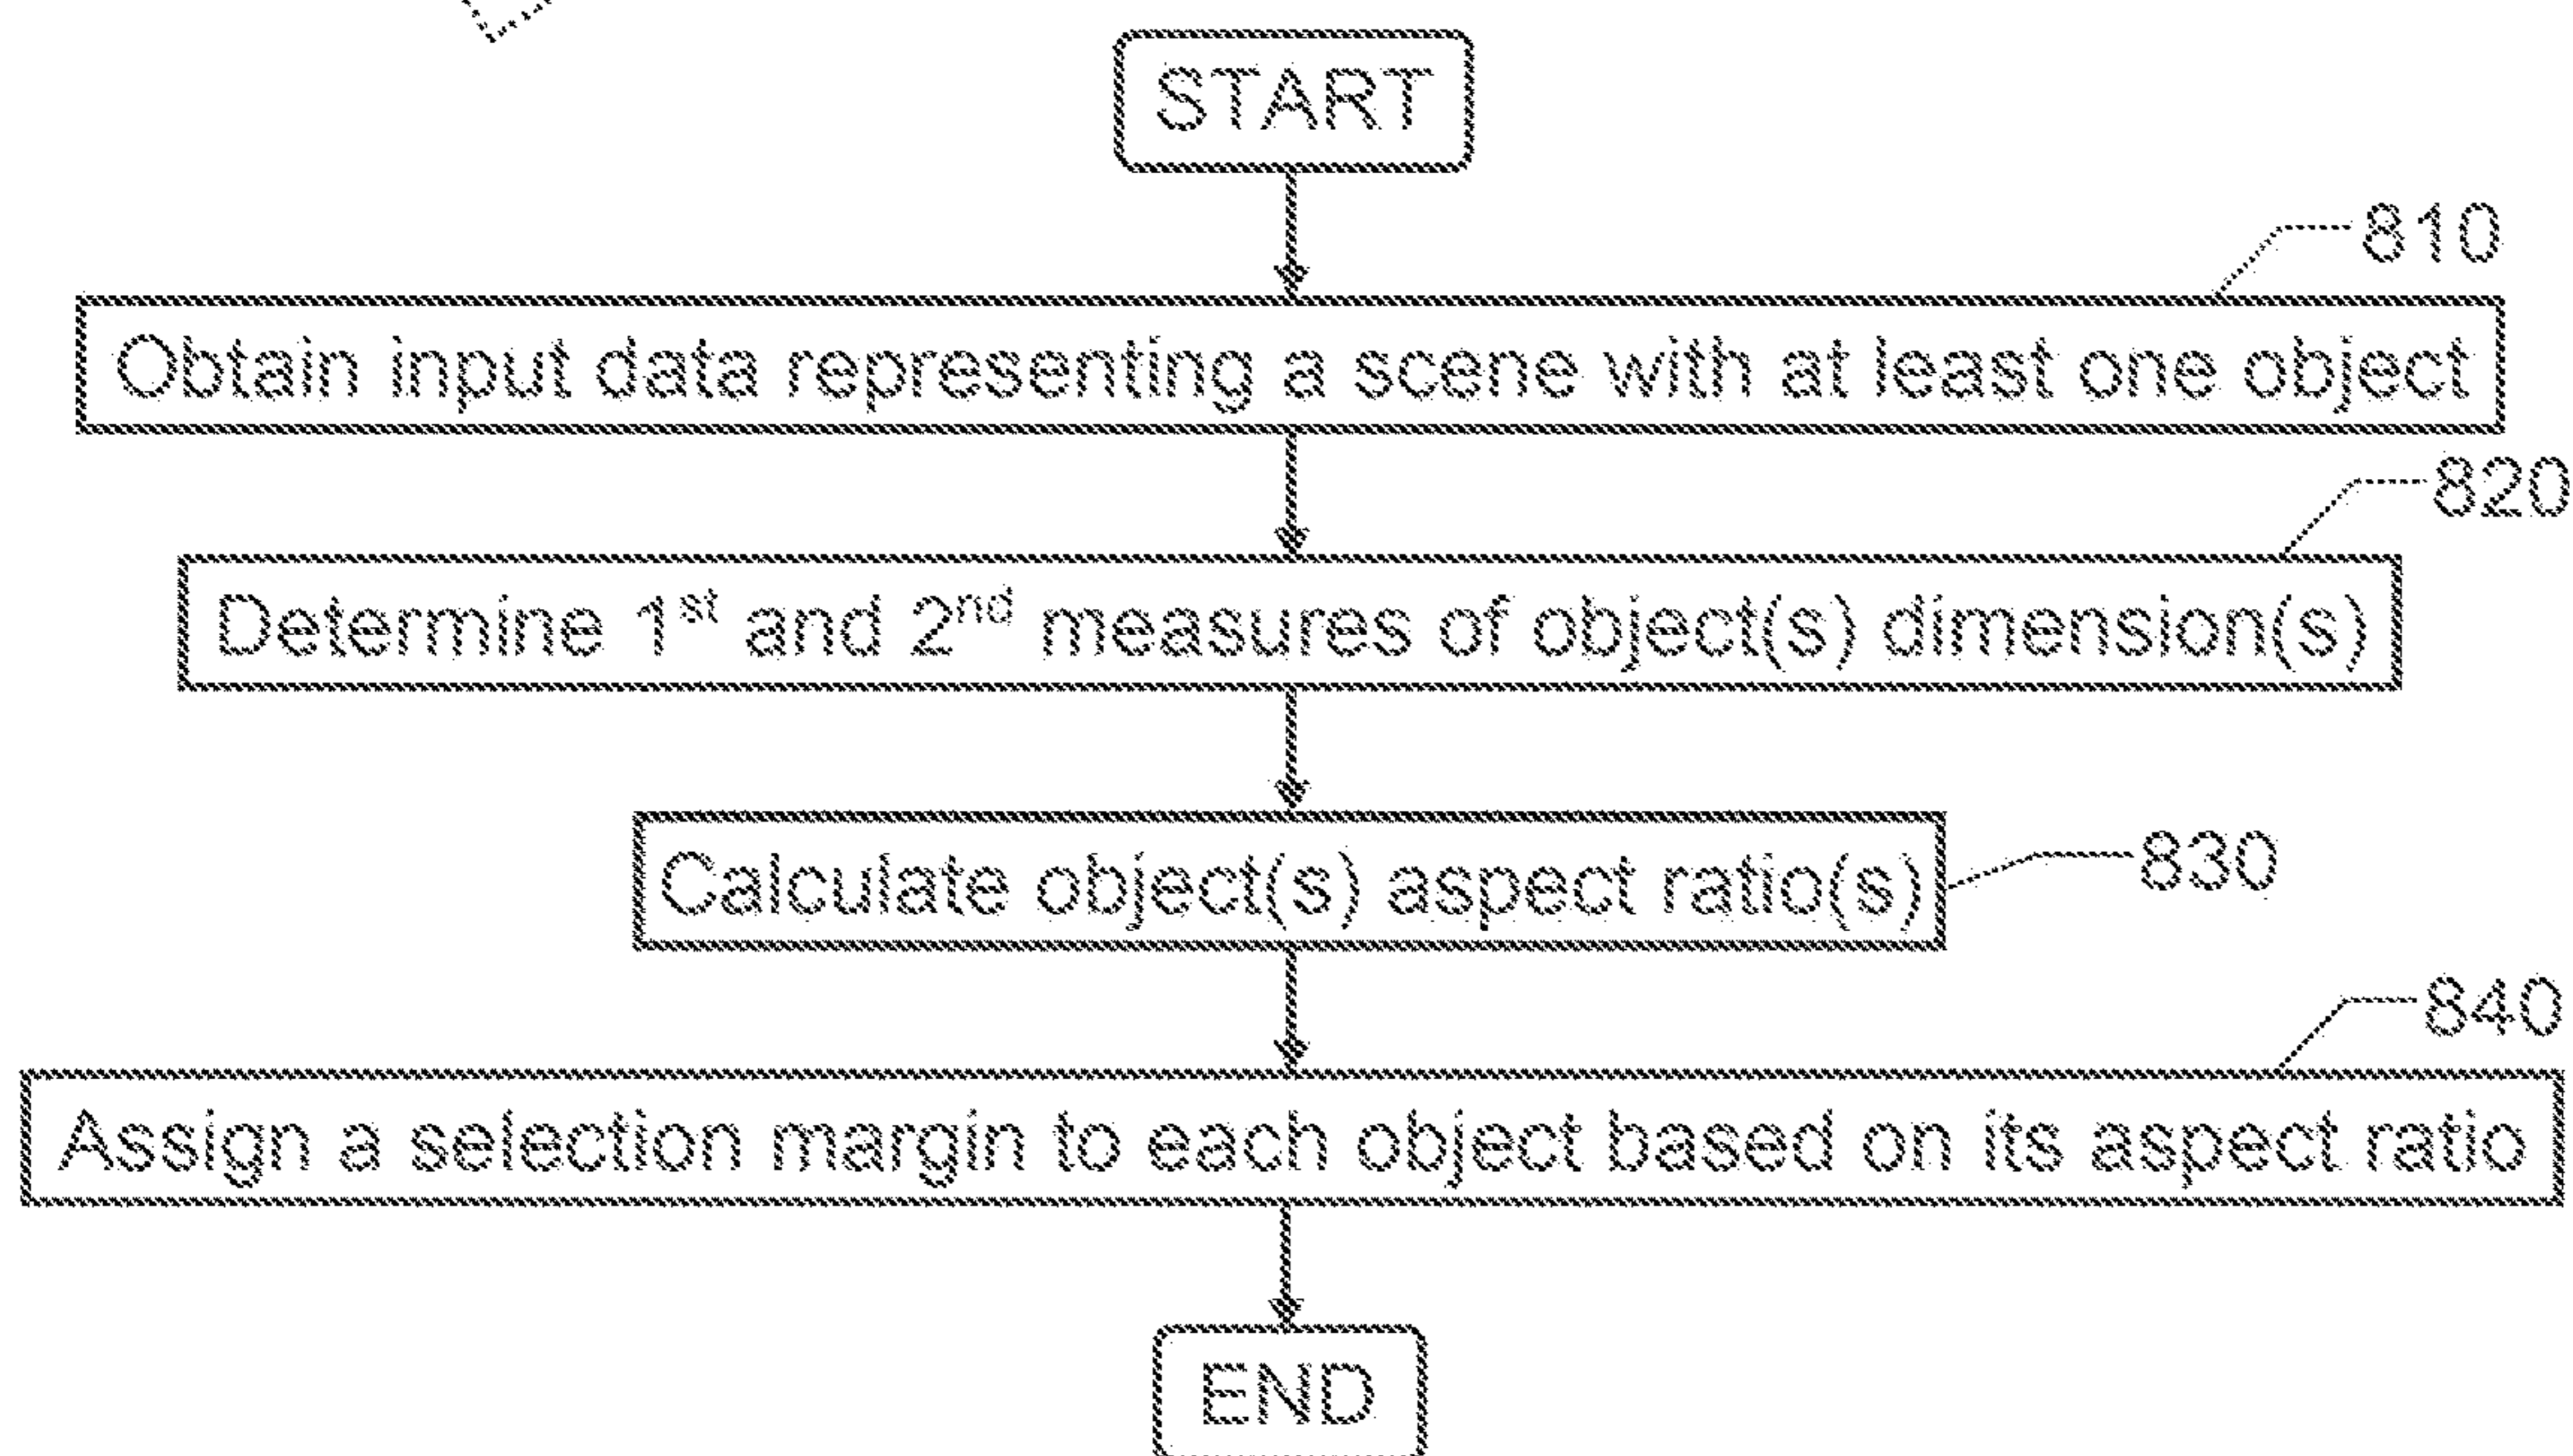 START
810
Obtain input data representing a scene with at least one object
820
Determine 1st and 2nd measures of object(s) dimension(s)
Calculate object(s) aspect ratio(s)
830
840
Assign a selection margin to each object based on its aspect ratio
END